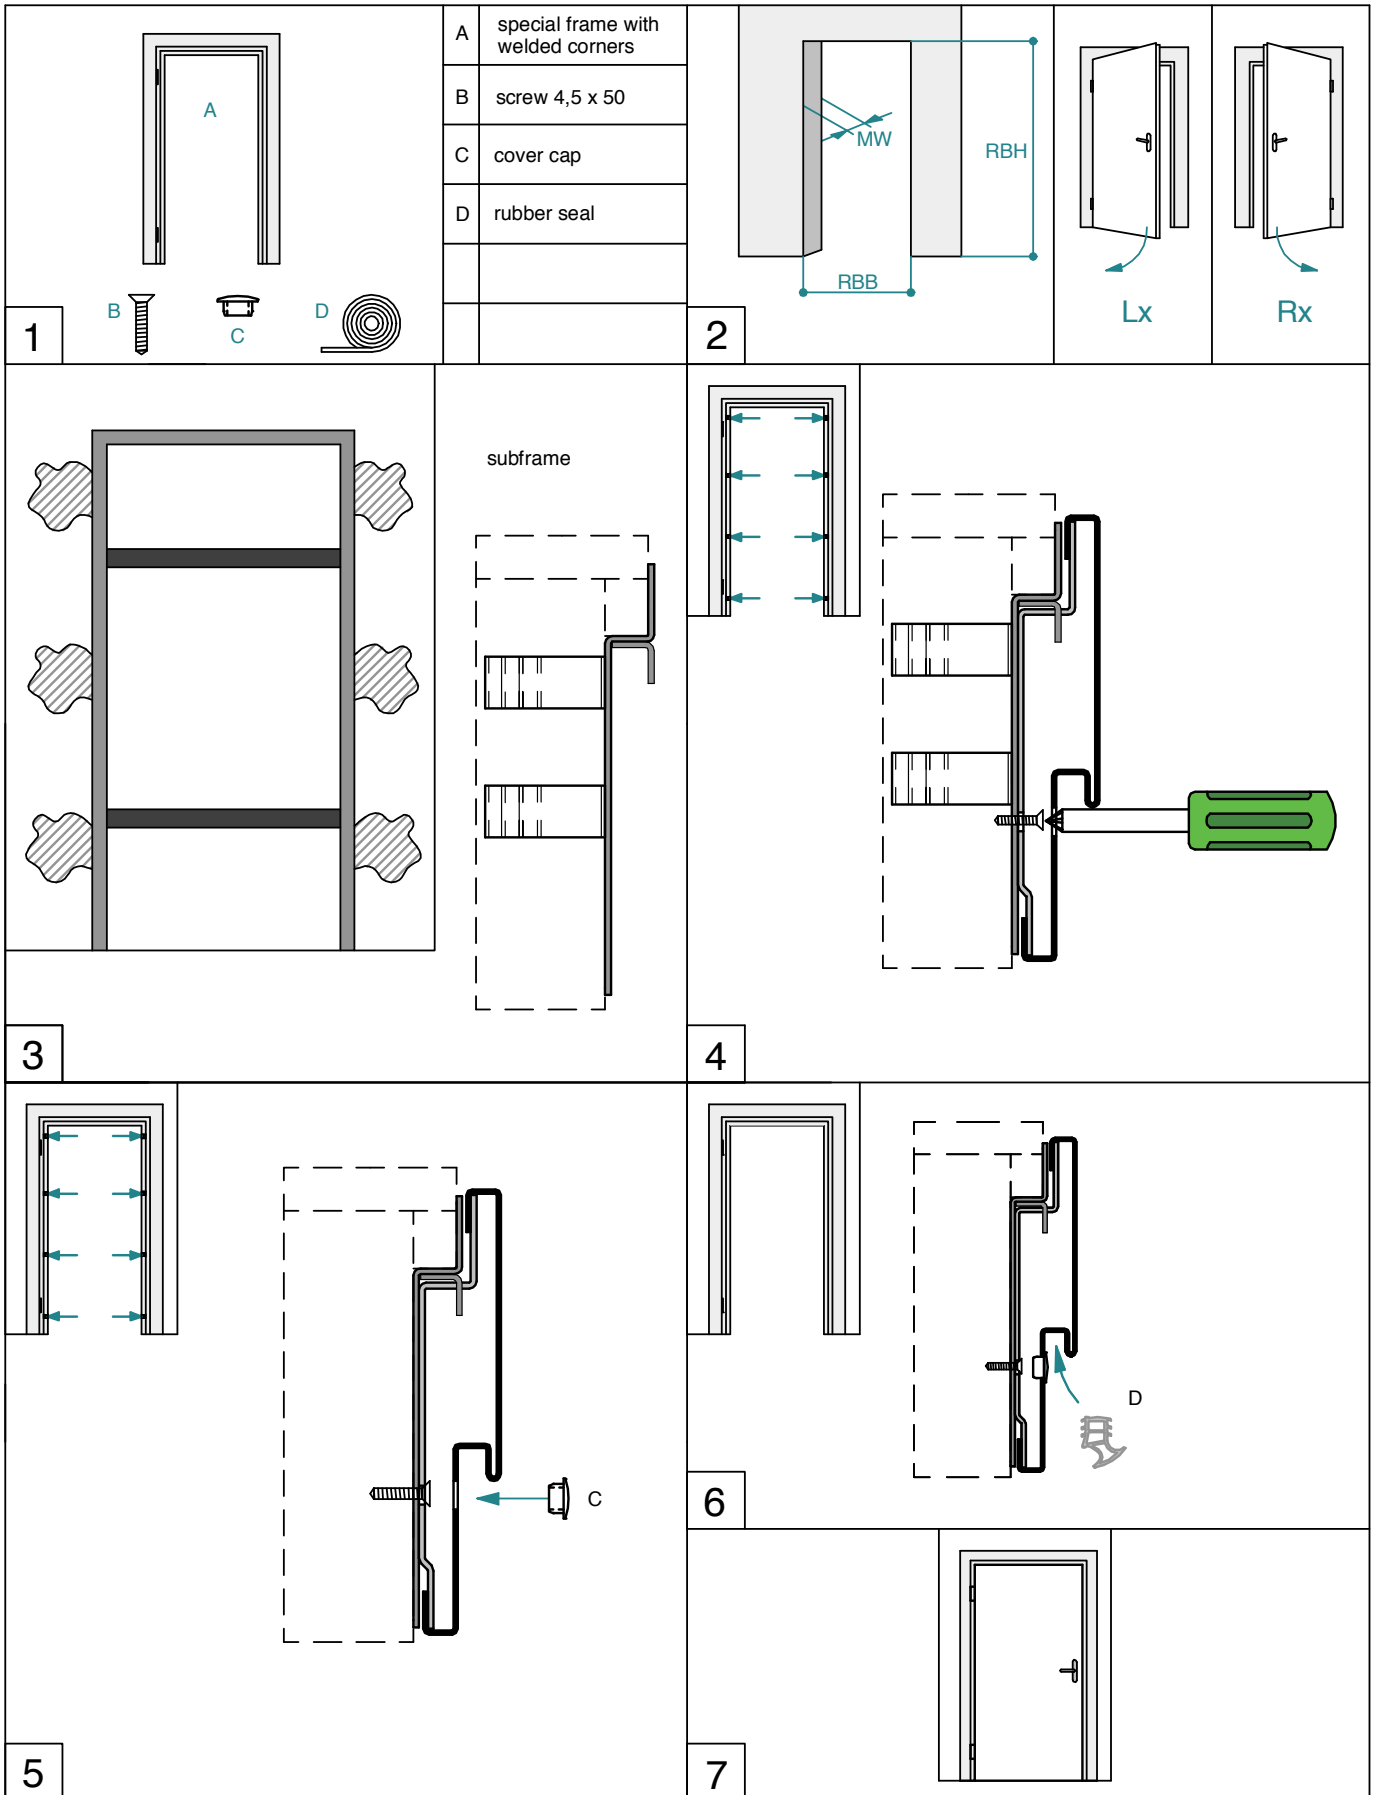 A
B
C
D
1
A special frame with
welded corners
B screw 4,5 x 50
C cover cap
D rubber seal
MW
RBH
RBB
2
Lx
Rx
subframe
3
4
C
5
D
6
7